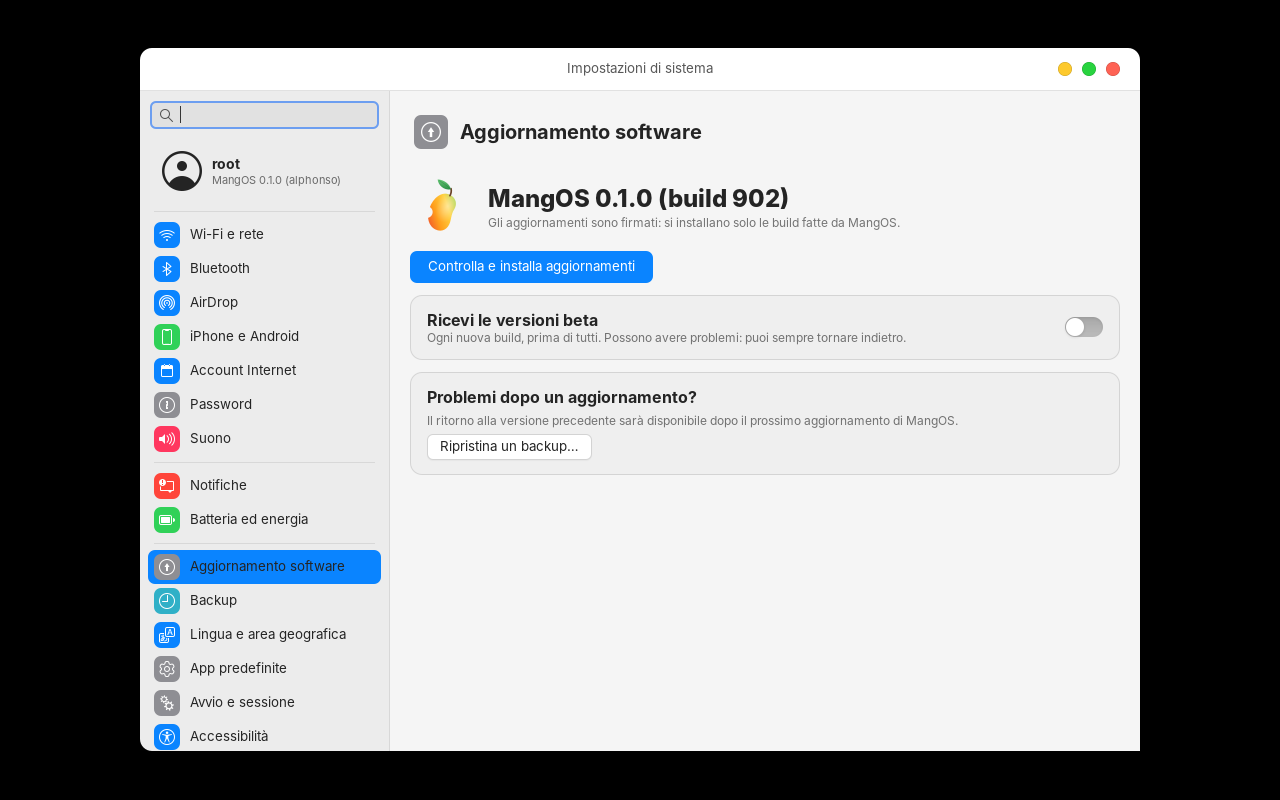 Impostazioni di sistema
root
MangOS 0.1.0 (alphonso)
Wi-Fi e rete
Bluetooth
AirDrop
iPhone e Android
Account Internet
Password
Suono
Notifiche
Batteria ed energia
Aggiornamento software
Backup
Lingua e area geografica
App predefinite
Avvio e sessione
Accessibilità
Aggiornamento software
MangOS 0.1.0 (build 902)
Gli aggiornamenti sono firmati: si installano solo le build fatte da MangOS.
Controlla e installa aggiornamenti
Ricevi le versioni beta
Ogni nuova build, prima di tutti. Possono avere problemi: puoi sempre tornare indietro.
Problemi dopo un aggiornamento?
Il ritorno alla versione precedente sarà disponibile dopo il prossimo aggiornamento di MangOS.
Ripristina un backup...